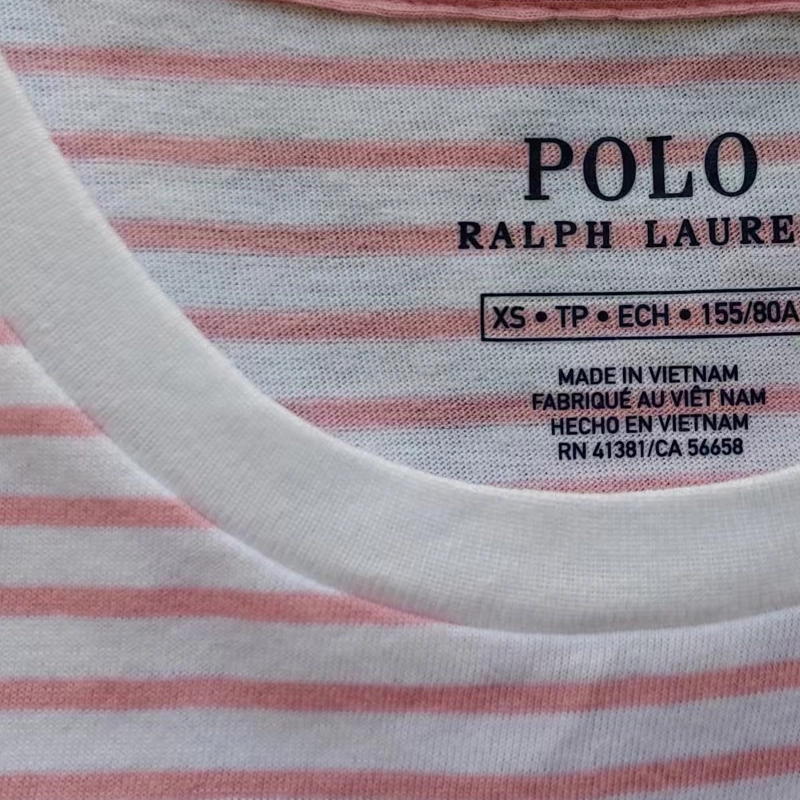 POLO
RALPH LAURE
XS • TP • ECH • 155/80A
MADE IN VIETNAM
FABRIQUÉ AU VIÊT NAM
HECHO EN VIETNAM
RN 41381/CA 56658